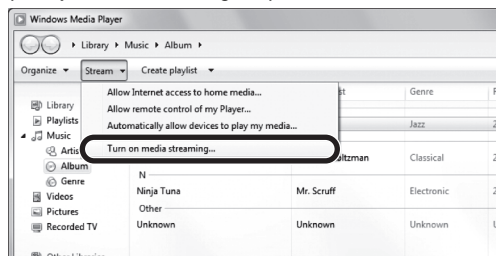 Windows Media Player
Library ▸ Music ▸ Album ▸
Organize Stream Create playlist
Allow Internet access to home media...
Allow remote control of my Player...
Automatically allow devices to play my media...
Turn on media streaming...
Genre
Library
Playlists
Jazz
Music
Classical
Album
N
Genre
Ninja Tuna Mr. Scruff Electronic
Videos
Other
Pictures
Unknown Unknown Unknown
Recorded TV